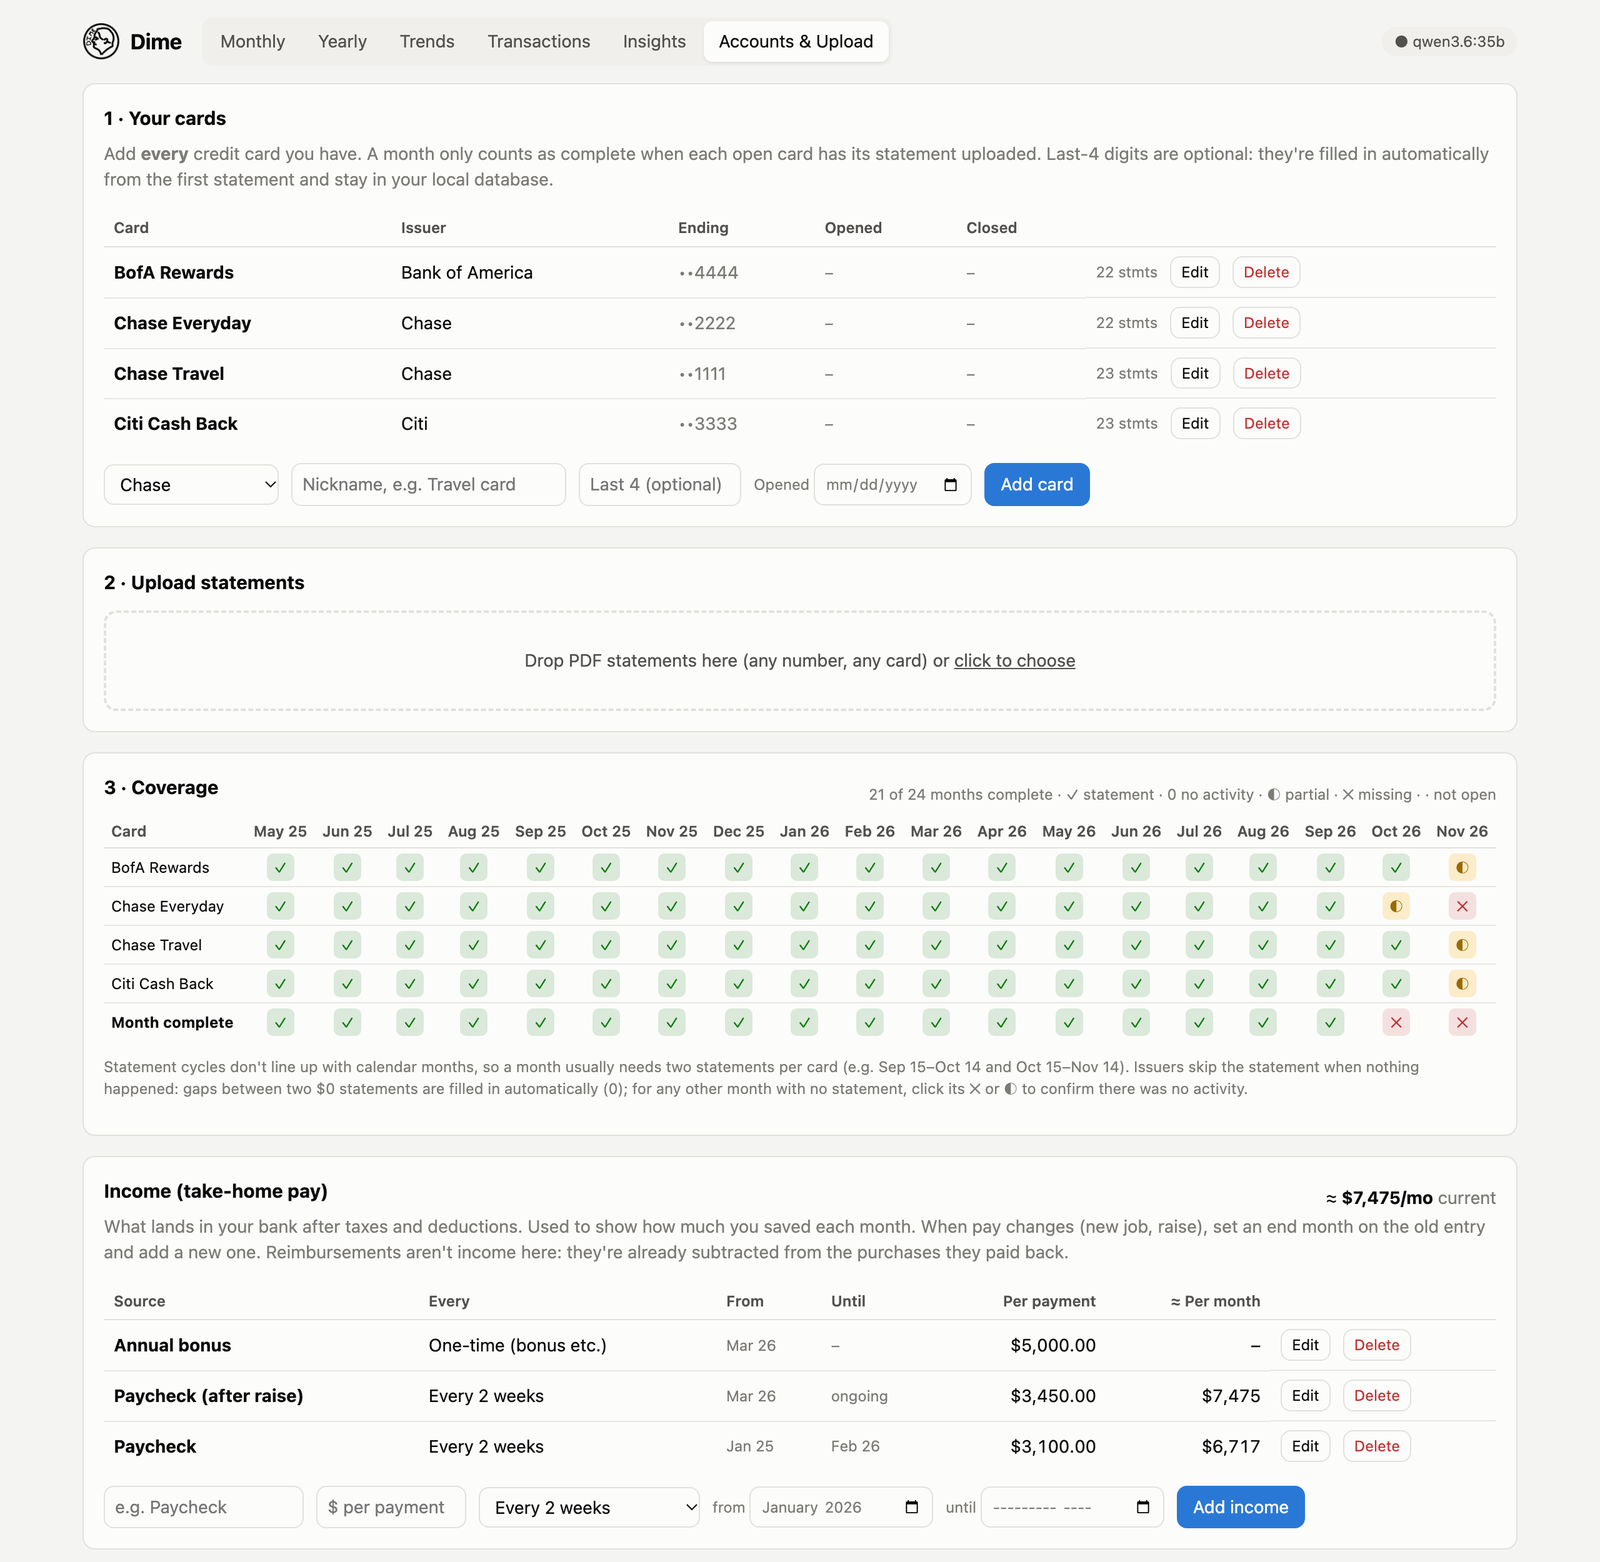 Dime
Monthly Yearly Trends Transactions Insights Accounts & Upload
qwen3.6:35b
1 · Your cards
Add every credit card you have. A month only counts as complete when each open card has its statement uploaded. Last-4 digits are optional: they're filled in automatically
from the first statement and stay in your local database.
Card Issuer Ending Opened Closed
BofA Rewards Bank of America ··4444 – – 22 stmts Edit Delete
Chase Everyday Chase ··2222 – – 22 stmts Edit Delete
Chase Travel Chase ··1111 – – 23 stmts Edit Delete
Citi Cash Back Citi ··3333 – – 23 stmts Edit Delete
Chase Nickname, e.g. Travel card Last 4 (optional) Opened mm/dd/yyyy Add card
2 · Upload statements
Drop PDF statements here (any number, any card) or click to choose
3 · Coverage
21 of 24 months complete · ✓ statement · 0 no activity · ◐ partial · ✕ missing · · not open
Card May 25 Jun 25 Jul 25 Aug 25 Sep 25 Oct 25 Nov 25 Dec 25 Jan 26 Feb 26 Mar 26 Apr 26 May 26 Jun 26 Jul 26 Aug 26 Sep 26 Oct 26 Nov 26
BofA Rewards ✓ ✓ ✓ ✓ ✓ ✓ ✓ ✓ ✓ ✓ ✓ ✓ ✓ ✓ ✓ ✓ ✓ ✓ ◐
Chase Everyday ✓ ✓ ✓ ✓ ✓ ✓ ✓ ✓ ✓ ✓ ✓ ✓ ✓ ✓ ✓ ✓ ✓ ◐ ✕
Chase Travel ✓ ✓ ✓ ✓ ✓ ✓ ✓ ✓ ✓ ✓ ✓ ✓ ✓ ✓ ✓ ✓ ✓ ✓ ◐
Citi Cash Back ✓ ✓ ✓ ✓ ✓ ✓ ✓ ✓ ✓ ✓ ✓ ✓ ✓ ✓ ✓ ✓ ✓ ✓ ◐
Month complete ✓ ✓ ✓ ✓ ✓ ✓ ✓ ✓ ✓ ✓ ✓ ✓ ✓ ✓ ✓ ✓ ✓ ✕ ✕
Statement cycles don't line up with calendar months, so a month usually needs two statements per card (e.g. Sep 15–Oct 14 and Oct 15–Nov 14). Issuers skip the statement when nothing
happened: gaps between two $0 statements are filled in automatically (0); for any other month with no statement, click its ✕ or ◐ to confirm there was no activity.
Income (take-home pay)
≈ $7,475/mo current
What lands in your bank after taxes and deductions. Used to show how much you saved each month. When pay changes (new job, raise), set an end month on the old entry
and add a new one. Reimbursements aren't income here: they're already subtracted from the purchases they paid back.
Source Every From Until Per payment ≈ Per month
Annual bonus One-time (bonus etc.) Mar 26 – $5,000.00 – Edit Delete
Paycheck (after raise) Every 2 weeks Mar 26 ongoing $3,450.00 $7,475 Edit Delete
Paycheck Every 2 weeks Jan 25 Feb 26 $3,100.00 $6,717 Edit Delete
e.g. Paycheck $ per payment Every 2 weeks from January 2026 until --------- ---- Add income